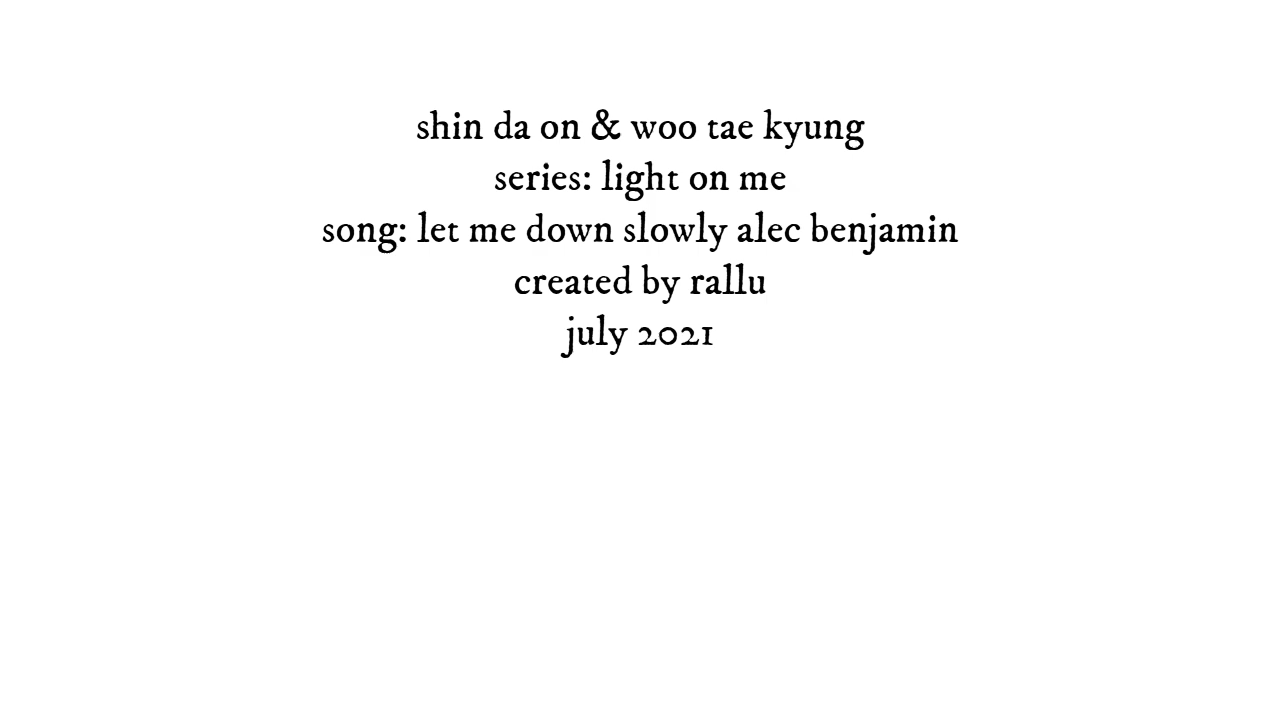 shin da on & woo tae kyung
series: light on me
song: let me down slowly alec benjamin
created by rallu
july 2021